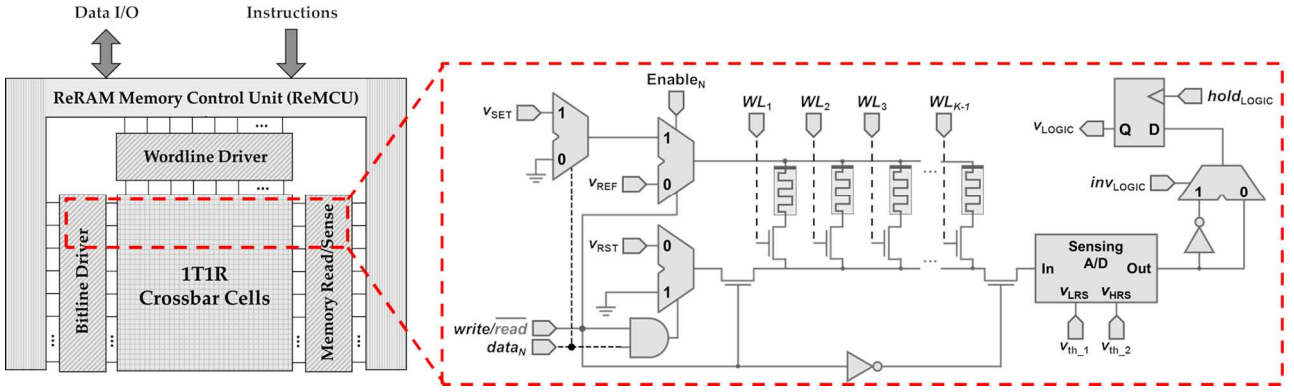 Data I/O
Instructions
ReRAM Memory Control Unit (ReMCU)
...
Wordline Driver
...
Bitline Driver
1T1R
Crossbar Cells
Memory Read/Sense
...
...
...
...
Enable_N
v_SET
1
0
1
v_REF
0
v_RST
0
1
write/read
data_N
WL_1
WL_2
WL_3
WL_K-1
...
...
Sensing
A/D
In
Out
v_LRS
v_HRS
v_th_1
v_th_2
hold_LOGIC
v_LOGIC
Q
D
inv_LOGIC
1
0